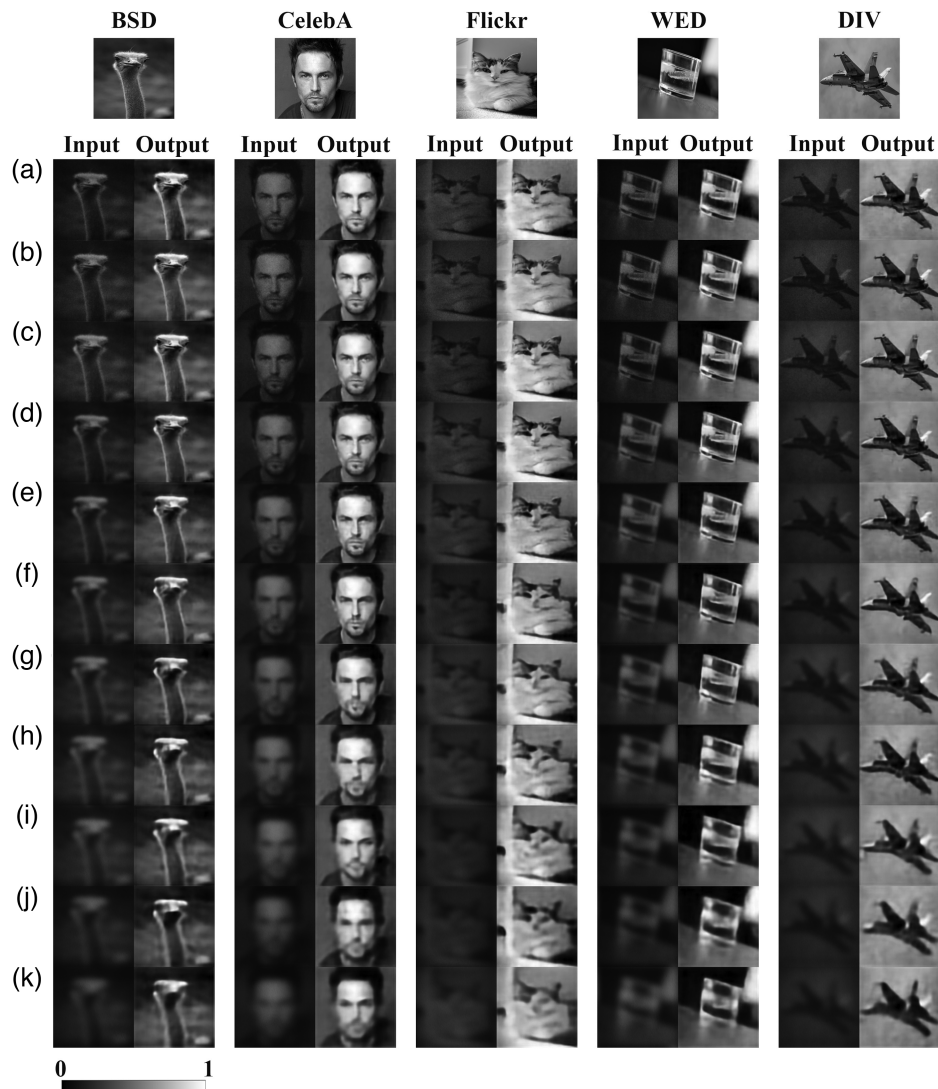 BSD CelebA Flickr WED DIV
Input Output Input Output Input Output Input Output Input Output
(a)
(b)
(c)
(d)
(e)
(f)
(g)
(h)
(i)
(j)
(k)
0 1